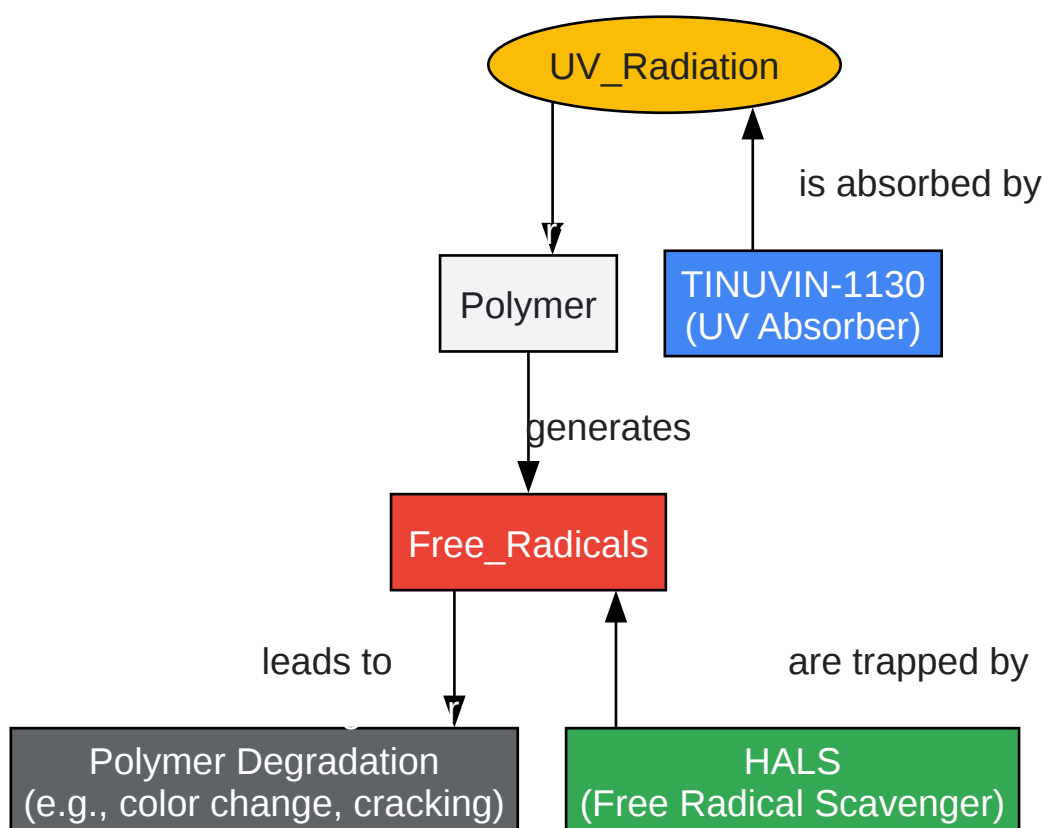 UV_Radiation
is absorbed by
Polymer
TINUVIN-1130
(UV Absorber)
generates
Free_Radicals
leads to
are trapped by
Polymer Degradation
(e.g., color change, cracking)
HALS
(Free Radical Scavenger)